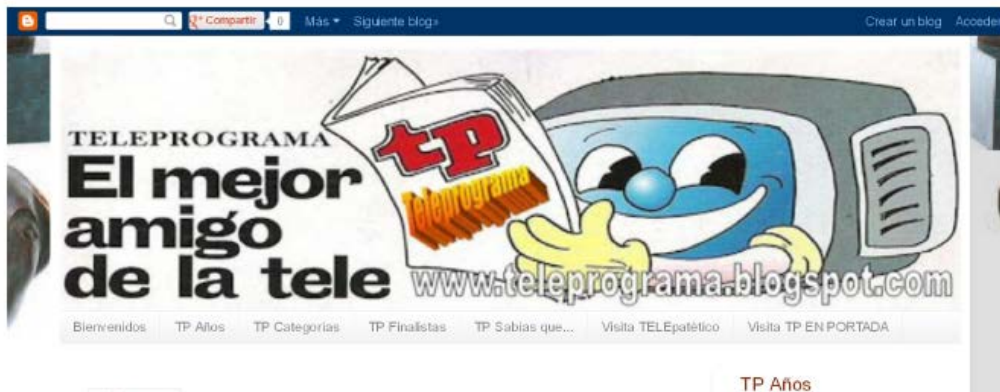 Compartir 0 Más Siguiente blog» Crear un blog Acceder
TELEPROGRAMA
El mejor
amigo
de la tele
tp
Teleprograma
www.teleprograma.blogspot.com
Bienvenidos TP Años TP Categorias TP Finalistas TP Sabias que... Visita TELEpatético Visita TP EN PORTADA
TP Años